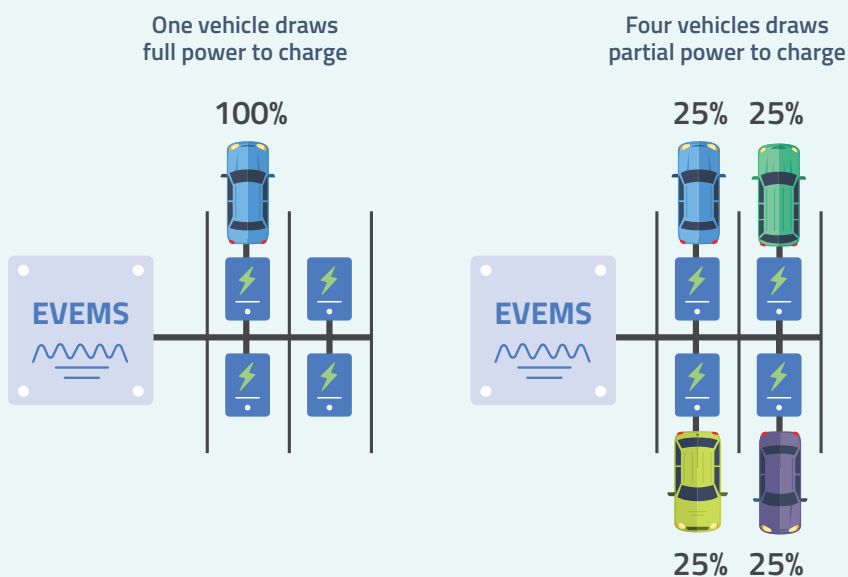 One vehicle draws
full power to charge
100%
EVEMS
Four vehicles draws
partial power to charge
25% 25%
EVEMS
25% 25%